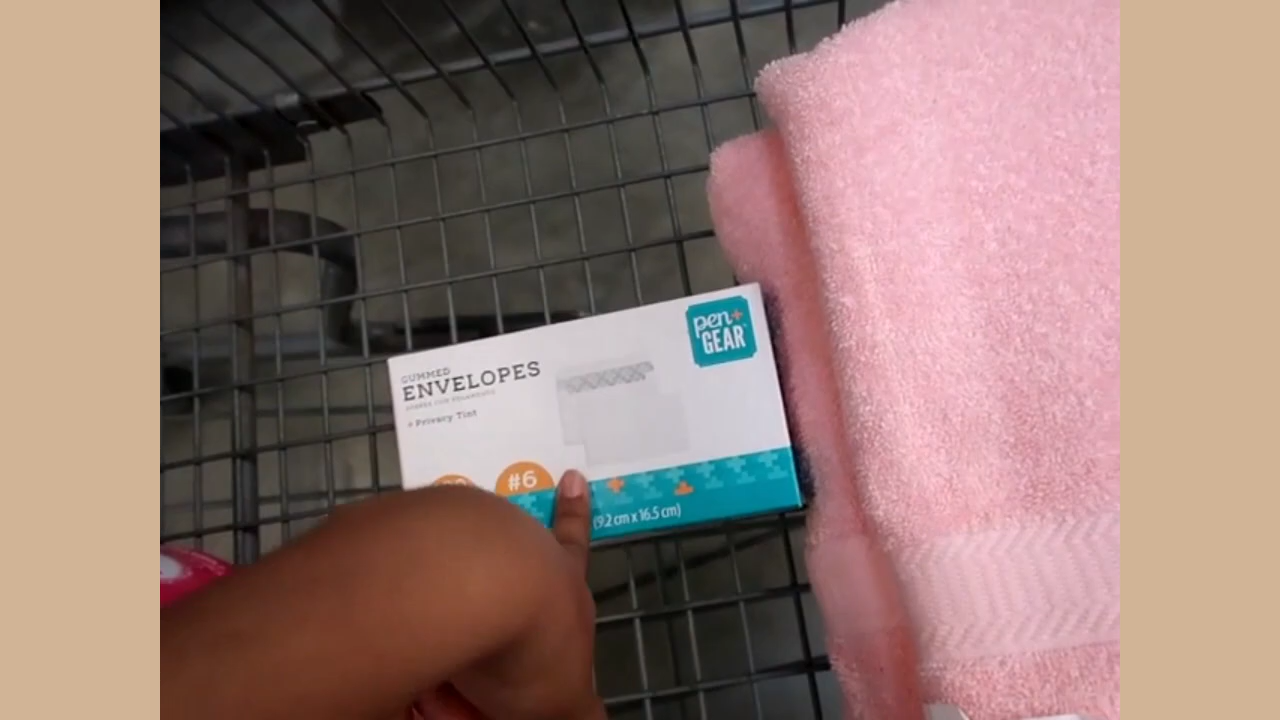 pen+
GEAR
GUMMED
ENVELOPES
+ Privacy Tint
#6
(9.2 cm x 16.5 cm)